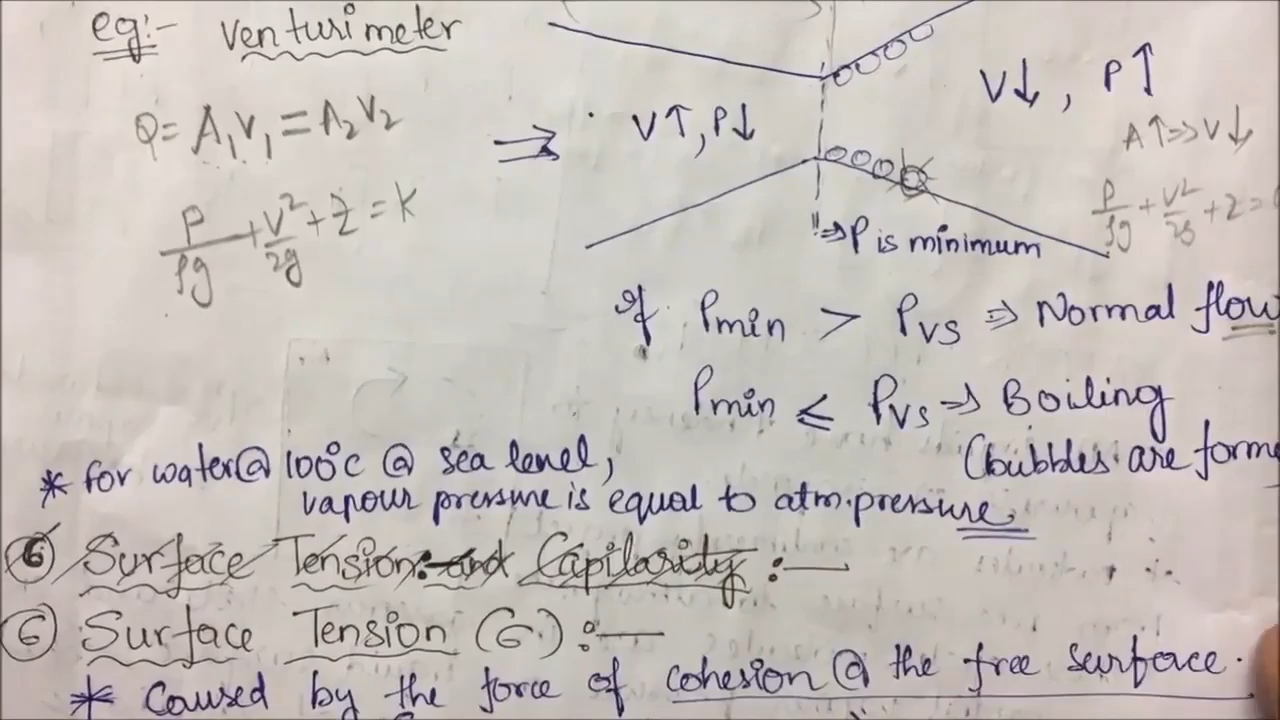 eg:- Venturimeter
Q = A₁V₁ = A₂V₂
P/ρg + V²/2g + Z = K
⇒ V↑, P↓
V↓, P↑
A↑ ⇒ V↓
P/ρg + V²/2g + Z =
⇒ P is minimum
If Pmin > PVS ⇒ Normal flow
Pmin ≤ PVS ⇒ Boiling
(bubbles are form
* for water @ 100°C @ sea level,
vapour pressure is equal to atm. pressure.
⑥ Surface Tension and Capilarity :—
⑥ Surface Tension (σ) :—
* Caused by the force of cohesion @ the free surface.